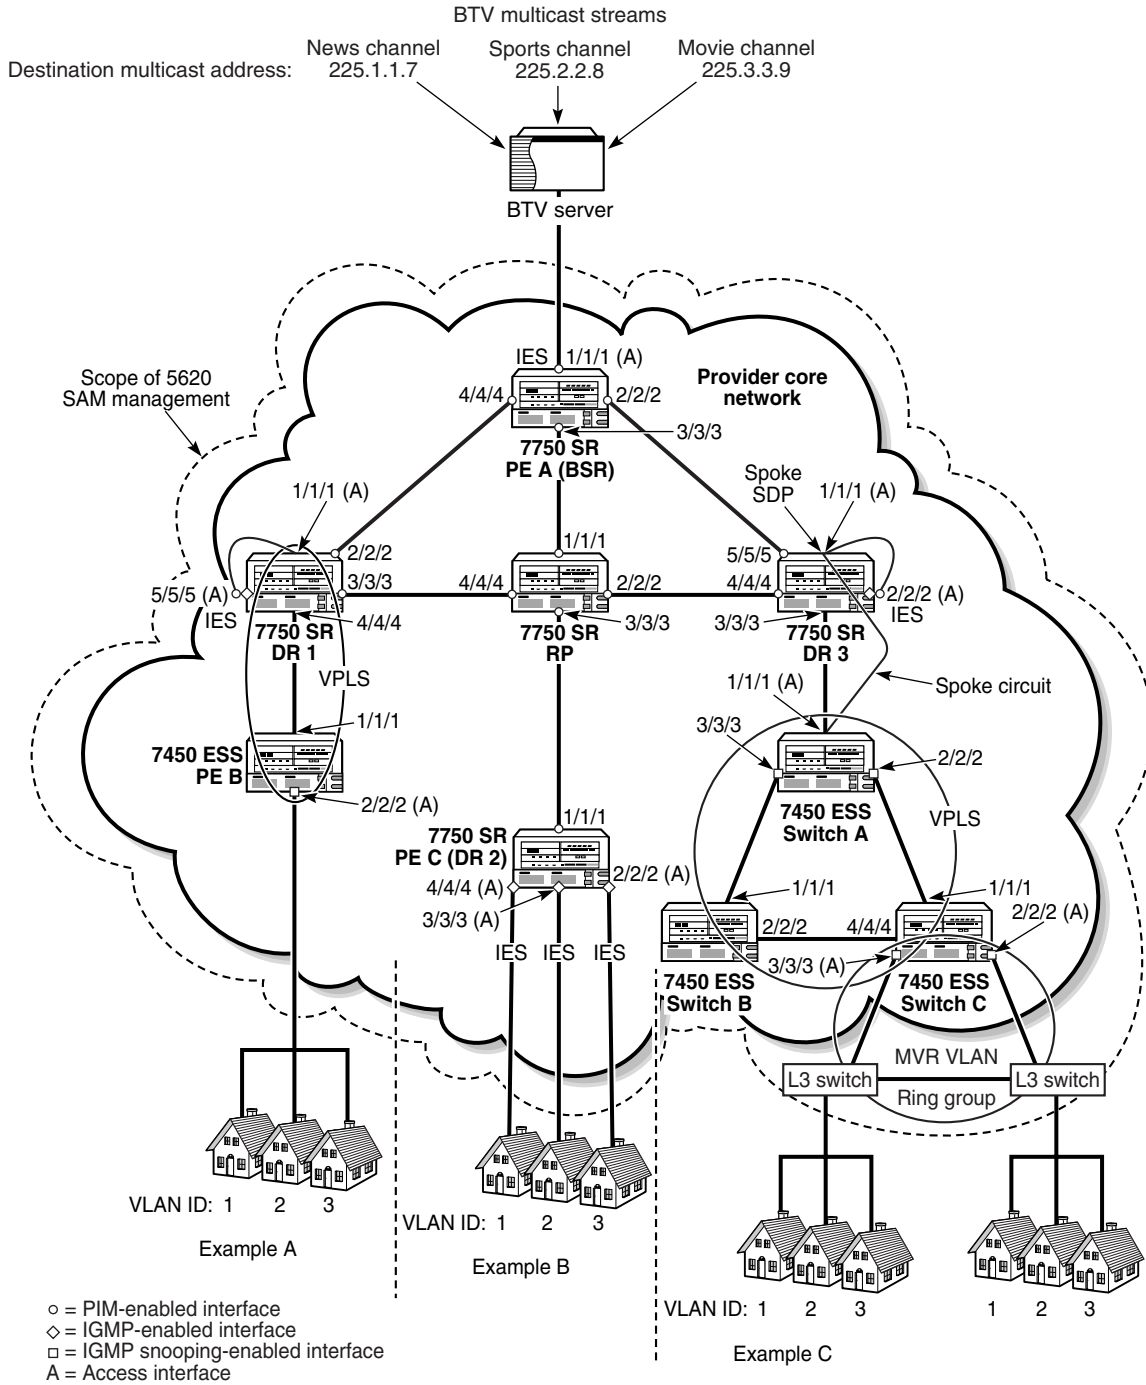 BTV multicast streams
News channel
225.1.1.7
Sports channel
225.2.2.8
Movie channel
225.3.3.9
Destination multicast address:
BTV server
Scope of 5620
SAM management
Provider core
network
IES
1/1/1 (A)
4/4/4
2/2/2
3/3/3
7750 SR
PE A (BSR)
1/1/1 (A)
2/2/2
3/3/3
5/5/5 (A)
IES
4/4/4
7750 SR
DR 1
VPLS
1/1/1
4/4/4
2/2/2
3/3/3
7750 SR
RP
Spoke
SDP
1/1/1 (A)
5/5/5
4/4/4
2/2/2 (A)
IES
3/3/3
7750 SR
DR 3
Spoke circuit
1/1/1
7450 ESS
PE B
2/2/2 (A)
1/1/1 (A)
3/3/3
2/2/2
7450 ESS
Switch A
VPLS
1/1/1
7750 SR
PE C (DR 2)
2/2/2 (A)
4/4/4 (A)
3/3/3 (A)
IES
IES
IES
1/1/1
2/2/2
7450 ESS
Switch B
1/1/1
4/4/4
2/2/2 (A)
3/3/3 (A)
7450 ESS
Switch C
MVR VLAN
L3 switch
L3 switch
Ring group
VLAN ID: 1 2 3
Example A
VLAN ID: 1 2 3
Example B
VLAN ID: 1 2 3
1 2 3
Example C
= PIM-enabled interface
= IGMP-enabled interface
= IGMP snooping-enabled interface
A = Access interface